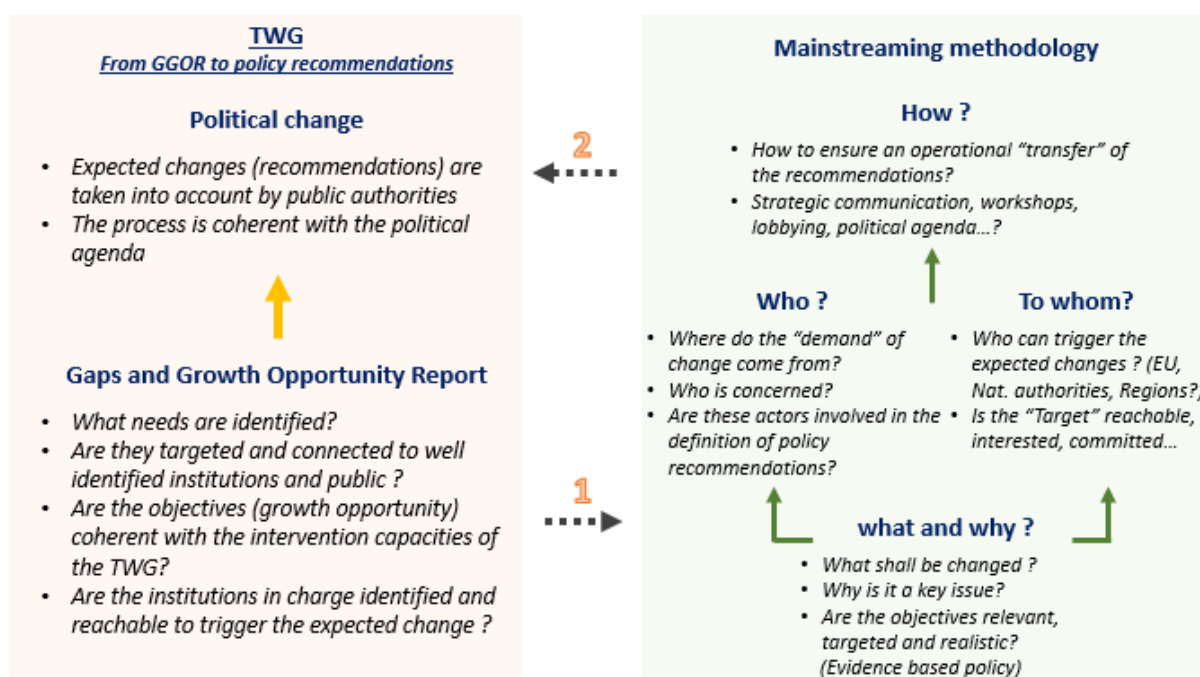 TWG
From GGOR to policy recommendations
Political change
• Expected changes (recommendations) are
taken into account by public authorities
• The process is coherent with the political
agenda
Gaps and Growth Opportunity Report
• What needs are identified?
• Are they targeted and connected to well
identified institutions and public ?
• Are the objectives (growth opportunity)
coherent with the intervention capacities of
the TWG?
• Are the institutions in charge identified and
reachable to trigger the expected change ?
2
1
Mainstreaming methodology
How ?
• How to ensure an operational “transfer” of
the recommendations?
• Strategic communication, workshops,
lobbying, political agenda…?
Who ?
• Where do the “demand” of
change come from?
• Who is concerned?
• Are these actors involved in the
definition of policy
recommendations?
To whom?
• Who can trigger the
expected changes ? (EU,
Nat. authorities, Regions?)
• Is the “Target” reachable,
interested, committed…
what and why ?
• What shall be changed ?
• Why is it a key issue?
• Are the objectives relevant,
targeted and realistic?
(Evidence based policy)